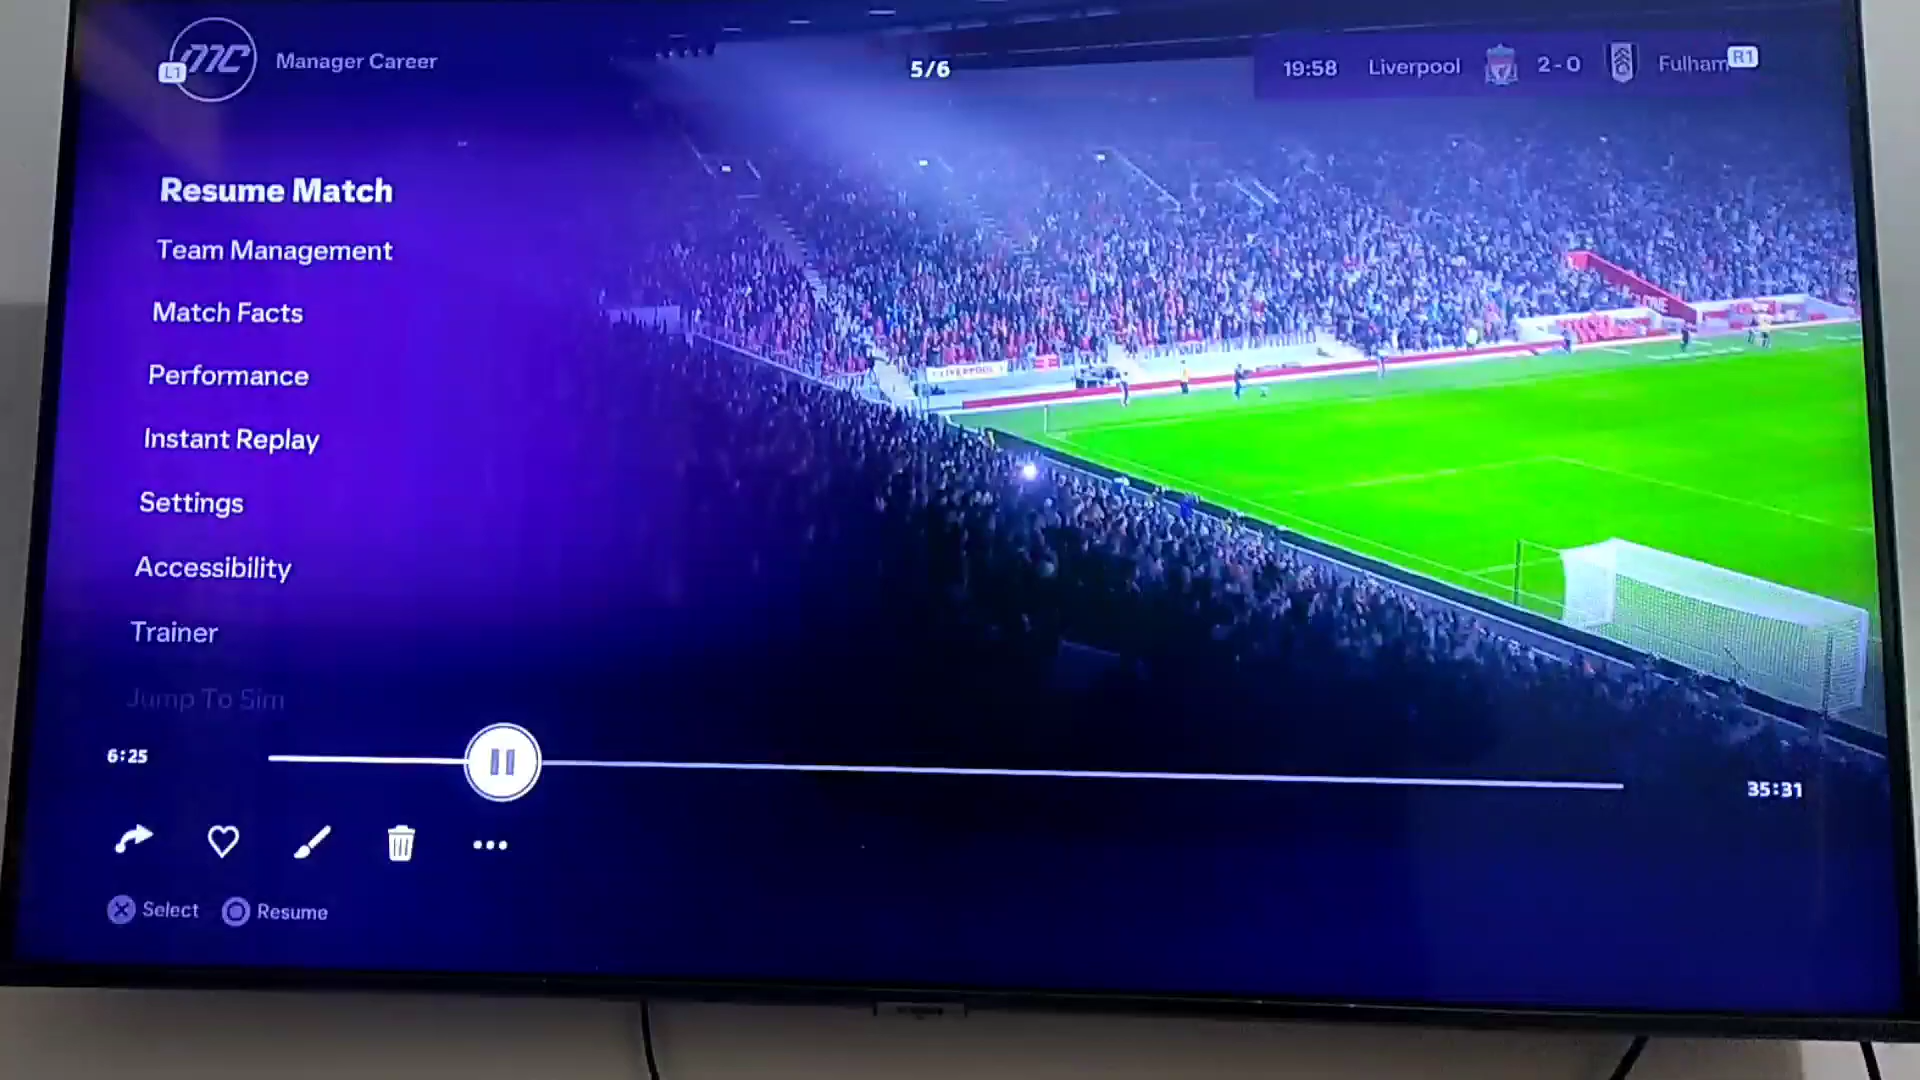 MC
L1
Manager Career
5/6
19:58 Liverpool 2-0 Fulham R1
Resume Match
Team Management
Match Facts
Performance
Instant Replay
Settings
Accessibility
Trainer
Jump To Sim
LIVERPOOL
6:25
35:31
Select Resume